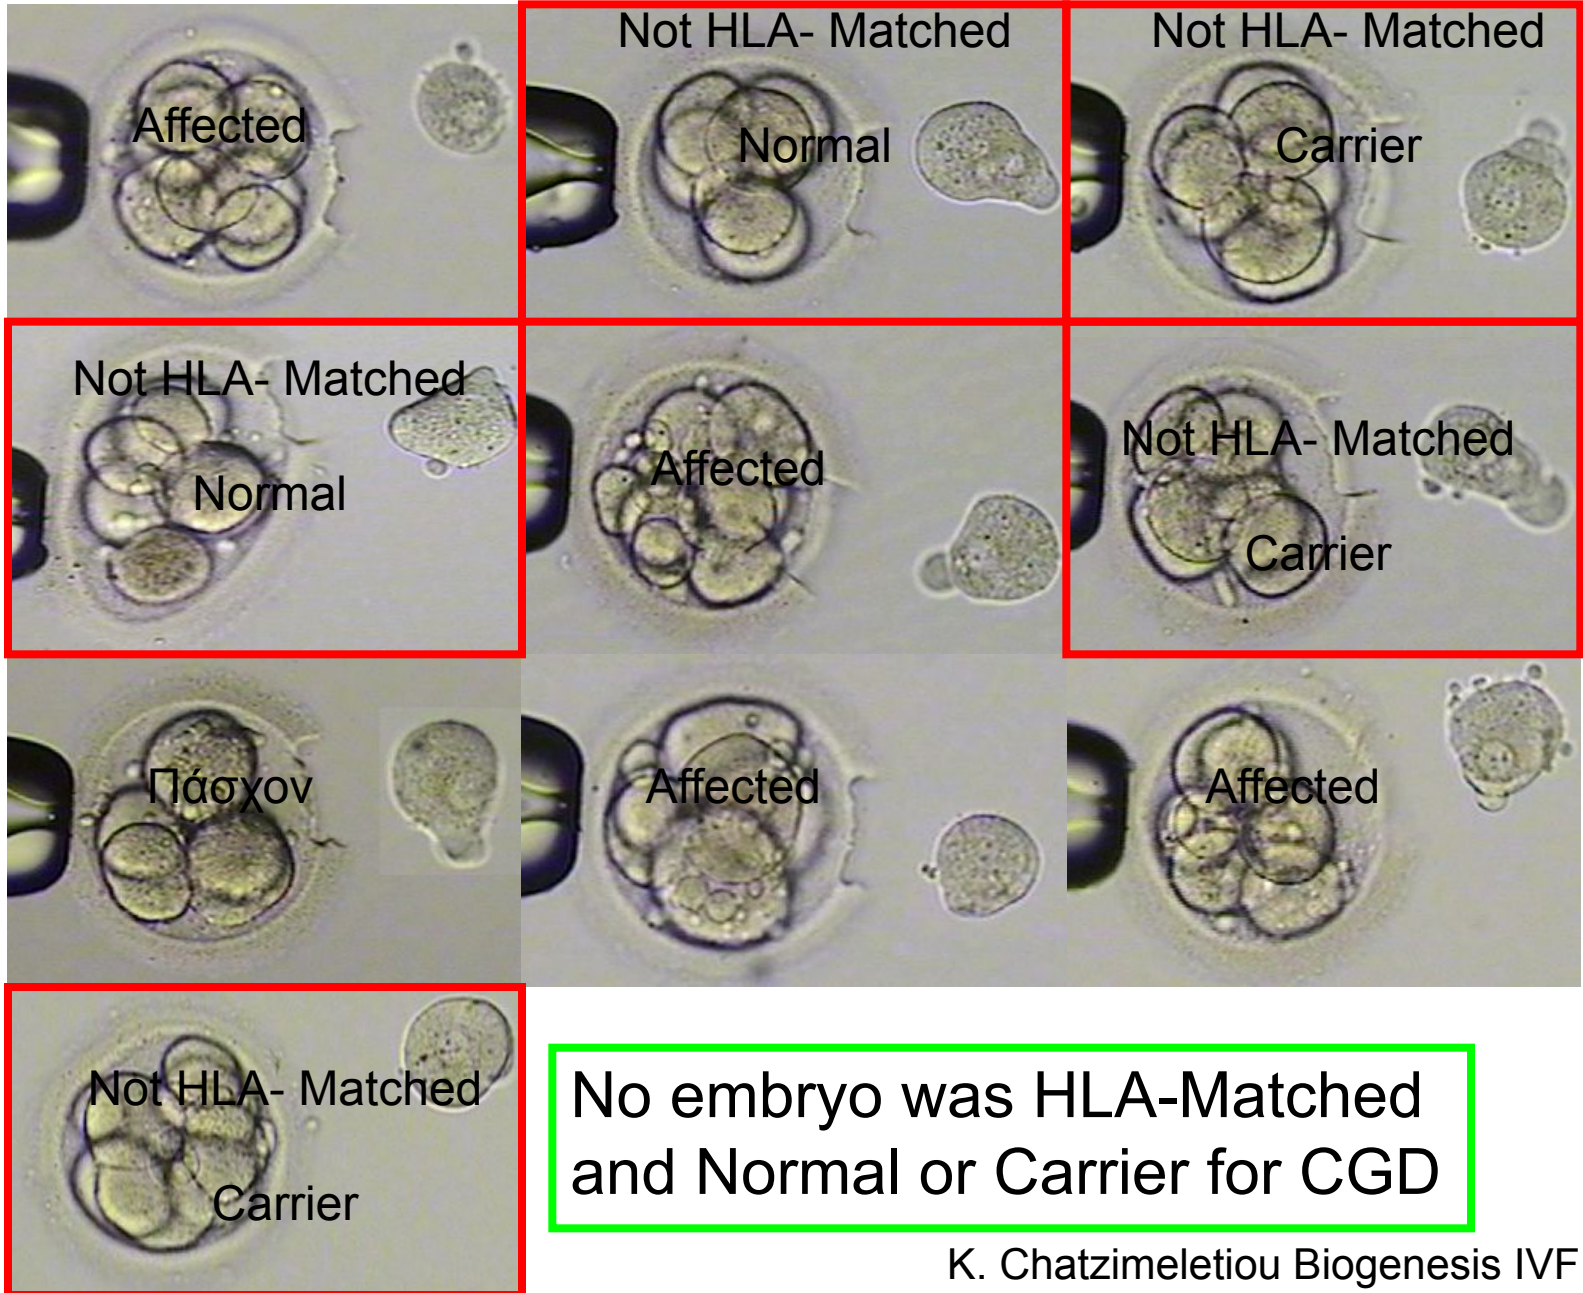 Affected
Not HLA- Matched
Normal
Not HLA- Matched
Carrier
Not HLA- Matched
Normal
Affected
Not HLA- Matched
Carrier
Πάσχον
Affected
Affected
Not HLA- Matched
Carrier
No embryo was HLA-Matched
and Normal or Carrier for CGD
K. Chatzimeletiou Biogenesis IVF